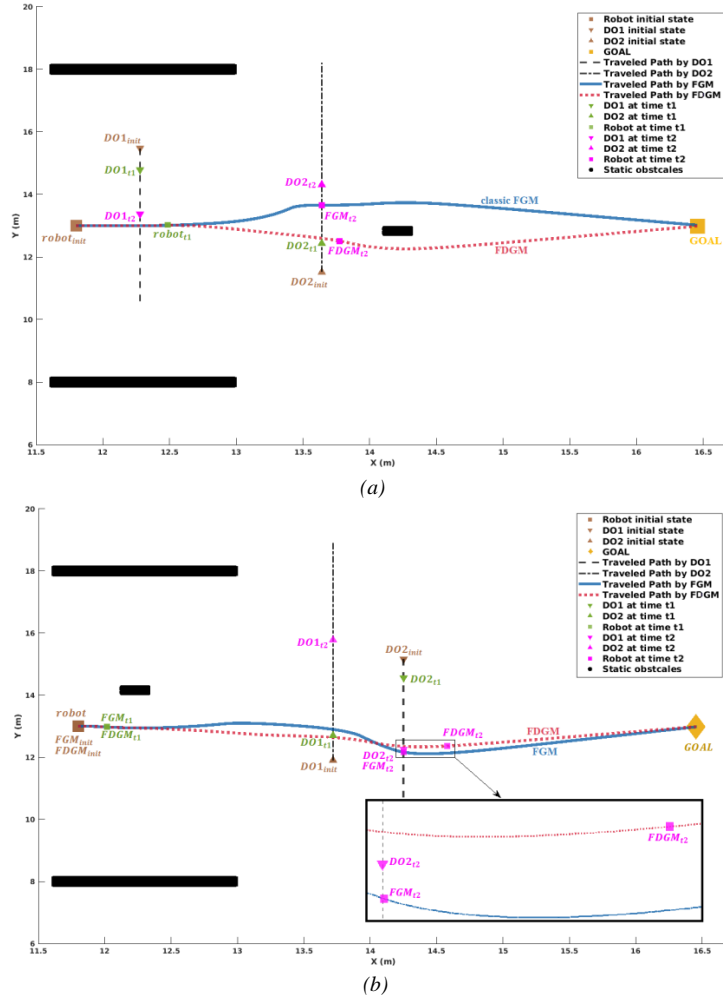 20
18
16
14
12
10
8
6
Y (m)
11.5 12 12.5 13 13.5 14 14.5 15 15.5 16 16.5
X (m)
Robot initial state
DO1 initial state
DO2 initial state
GOAL
Traveled Path by DO1
Traveled Path by DO2
Traveled Path by FGM
Traveled Path by FDGM
DO1 at time t1
DO2 at time t1
Robot at time t1
DO1 at time t2
DO2 at time t2
Robot at time t2
Static obstcales
DO1init
DO1t1
DO1t2
robotinit
robott1
DO2t2
FGMt2
DO2t1
FDGMt2
DO2init
classic FGM
FDGM
GOAL
(a)
20
18
16
14
12
10
8
6
Y (m)
11.5 12 12.5 13 13.5 14 14.5 15 15.5 16 16.5
X (m)
Robot initial state
DO1 initial state
DO2 initial state
GOAL
Traveled Path by DO1
Traveled Path by DO2
Traveled Path by FGM
Traveled Path by FDGM
DO1 at time t1
DO2 at time t1
Robot at time t1
DO1 at time t2
DO2 at time t2
Robot at time t2
Static obstcales
DO1t2
DO2init
DO2t1
robot
FGMinit
FDGMinit
FGMt1
FDGMt1
DO1t1
DO1init
DO2t2
FGMt2
FDGMt2
FDGM
FGM
GOAL
FDGMt2
DO2t2
FGMt2
(b)